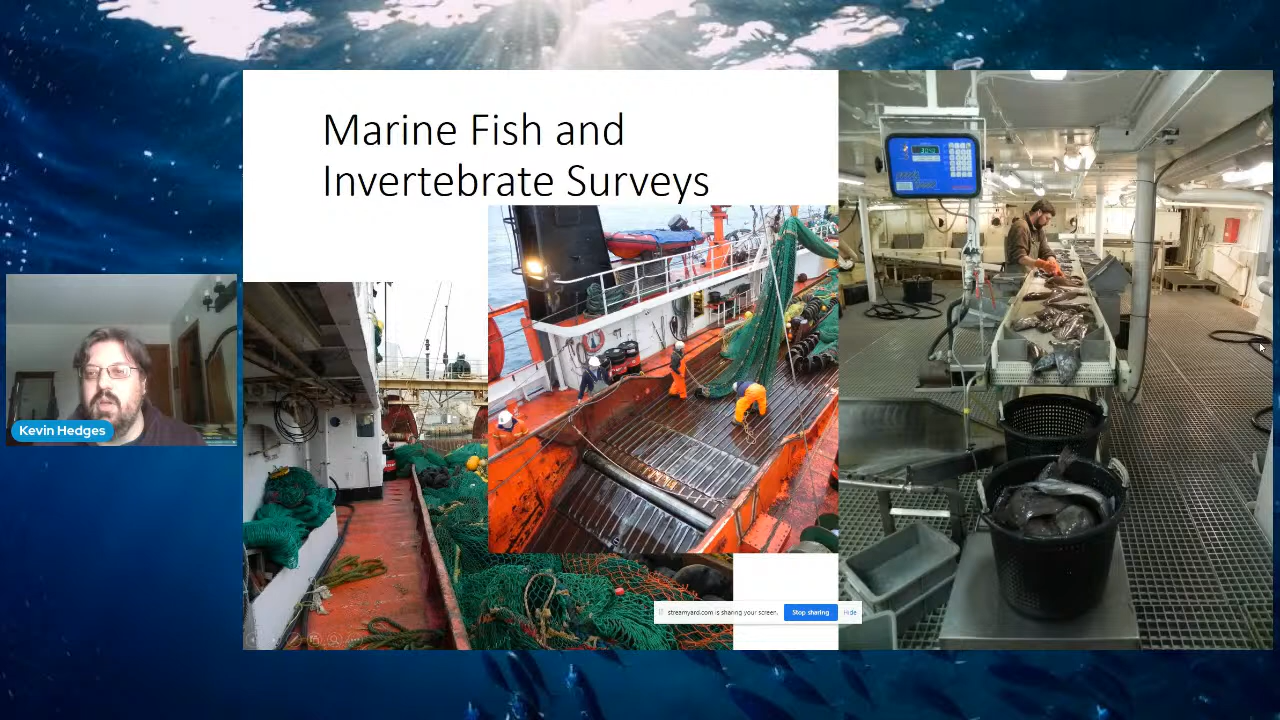 Marine Fish and
Invertebrate Surveys
Kevin Hedges
streamyard.com is sharing your screen.
Stop sharing
Hide